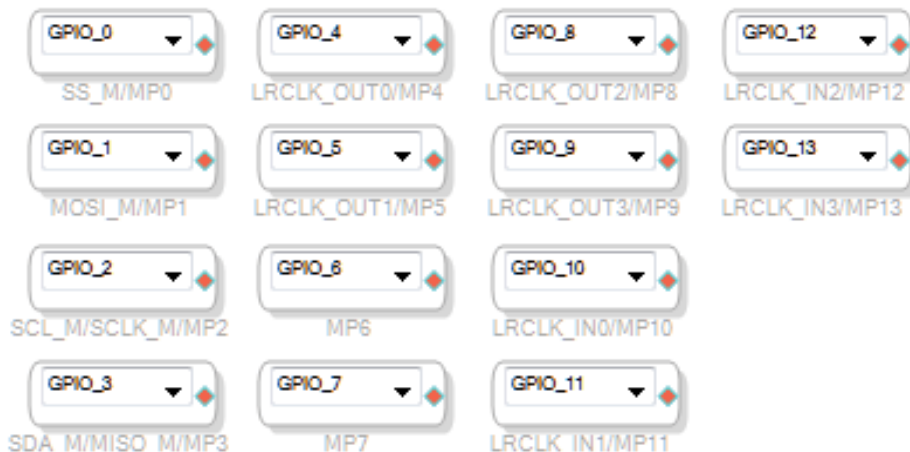 GPIO_0 GPIO_4 GPIO_8 GPIO_12
SS_M/MP0 LRCLK_OUT0/MP4 LRCLK_OUT2/MP8 LRCLK_IN2/MP12
GPIO_1 GPIO_5 GPIO_9 GPIO_13
MOSI_M/MP1 LRCLK_OUT1/MP5 LRCLK_OUT3/MP9 LRCLK_IN3/MP13
GPIO_2 GPIO_6 GPIO_10
SCL_M/SCLK_M/MP2 MP6 LRCLK_IN0/MP10
GPIO_3 GPIO_7 GPIO_11
SDA_M/MISO_M/MP3 MP7 LRCLK_IN1/MP11